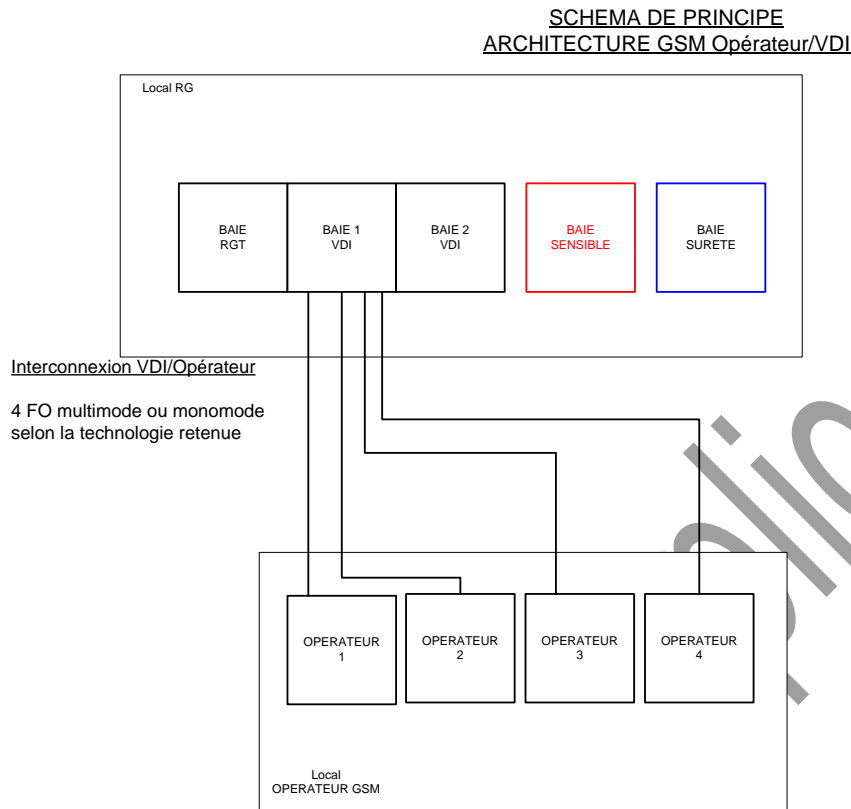 SCHEMA DE PRINCIPE
ARCHITECTURE GSM Opérateur/VDI
Local RG
BAIE
RGT
BAIE 1
VDI
BAIE 2
VDI
BAIE
SENSIBLE
BAIE
SURETE
Interconnexion VDI/Opérateur
4 FO multimode ou monomode
selon la technologie retenue
OPERATEUR
1
OPERATEUR
2
OPERATEUR
3
OPERATEUR
4
Local
OPERATEUR GSM